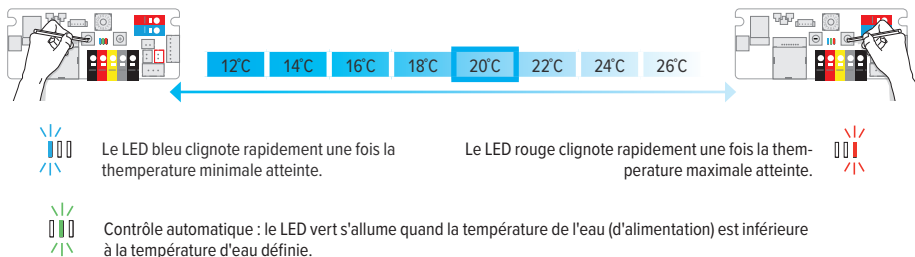 12°C 14°C 16°C 18°C 20°C 22°C 24°C 26°C
Le LED bleu clignote rapidement une fois la
themperature minimale atteinte.
Le LED rouge clignote rapidement une fois la them-
perature maximale atteinte.
Contrôle automatique : le LED vert s'allume quand la température de l'eau (d'alimentation) est inférieure
à la température d'eau définie.